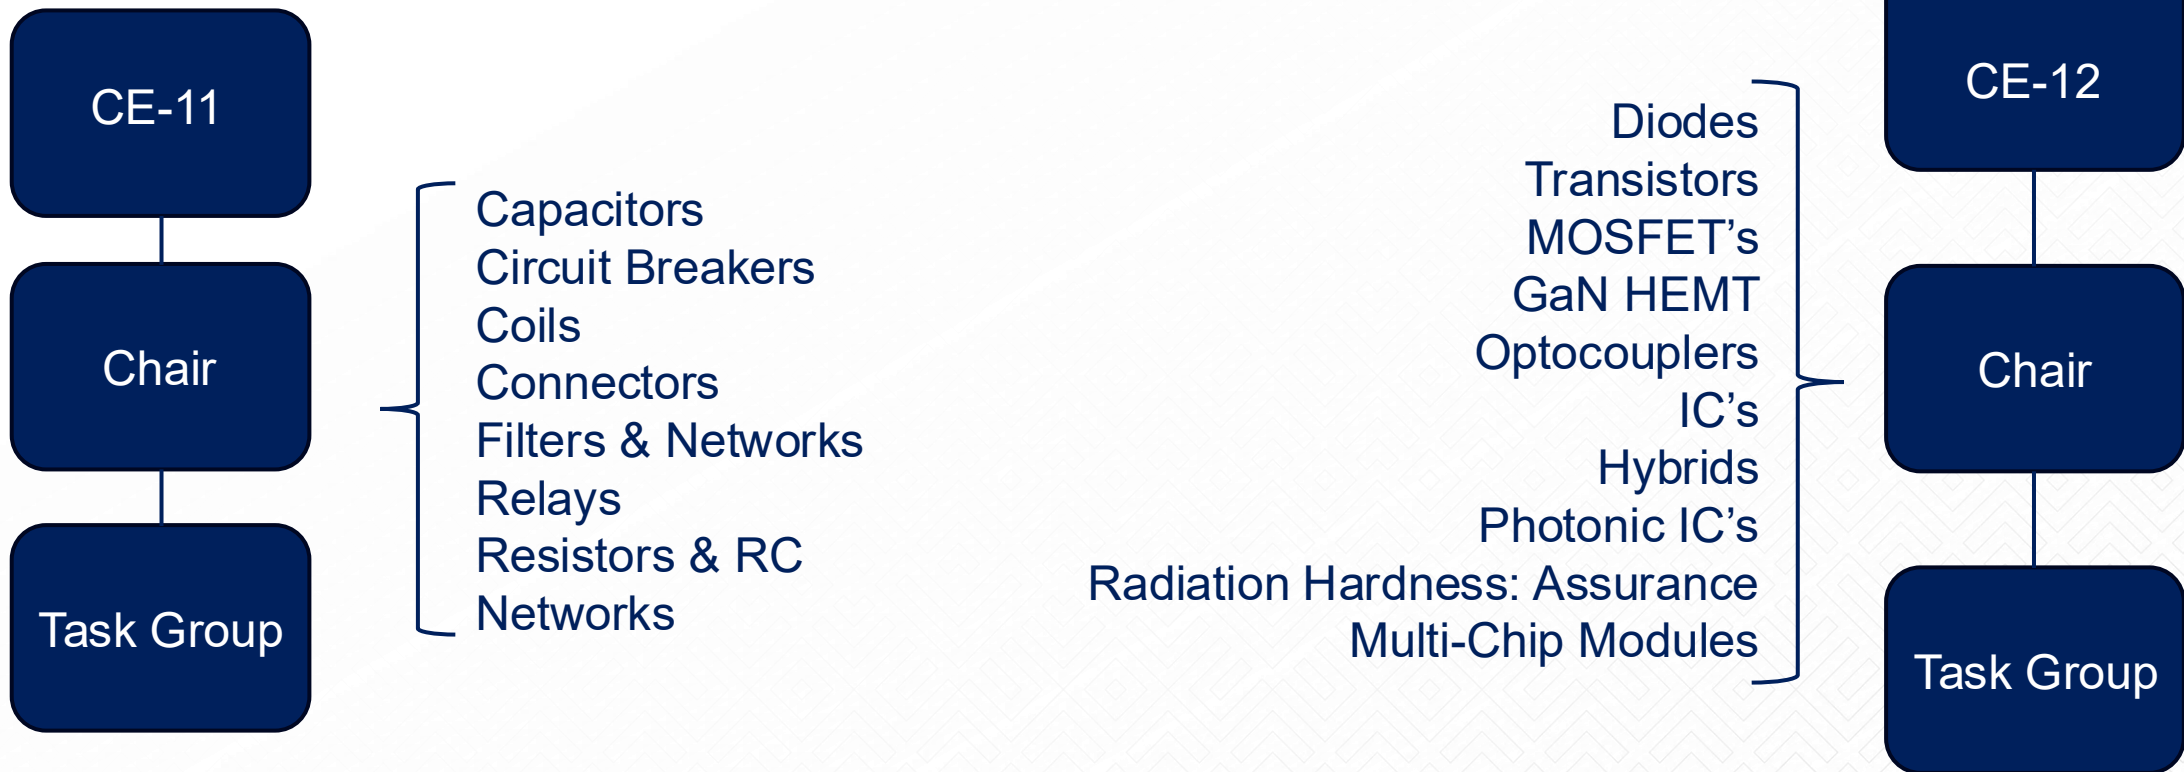 CE-11
Chair
Task Group
Capacitors
Circuit Breakers
Coils
Connectors
Filters & Networks
Relays
Resistors & RC
Networks
Diodes
Transistors
MOSFET’s
GaN HEMT
Optocouplers
IC’s
Hybrids
Photonic IC’s
Radiation Hardness: Assurance
Multi-Chip Modules
CE-12
Chair
Task Group